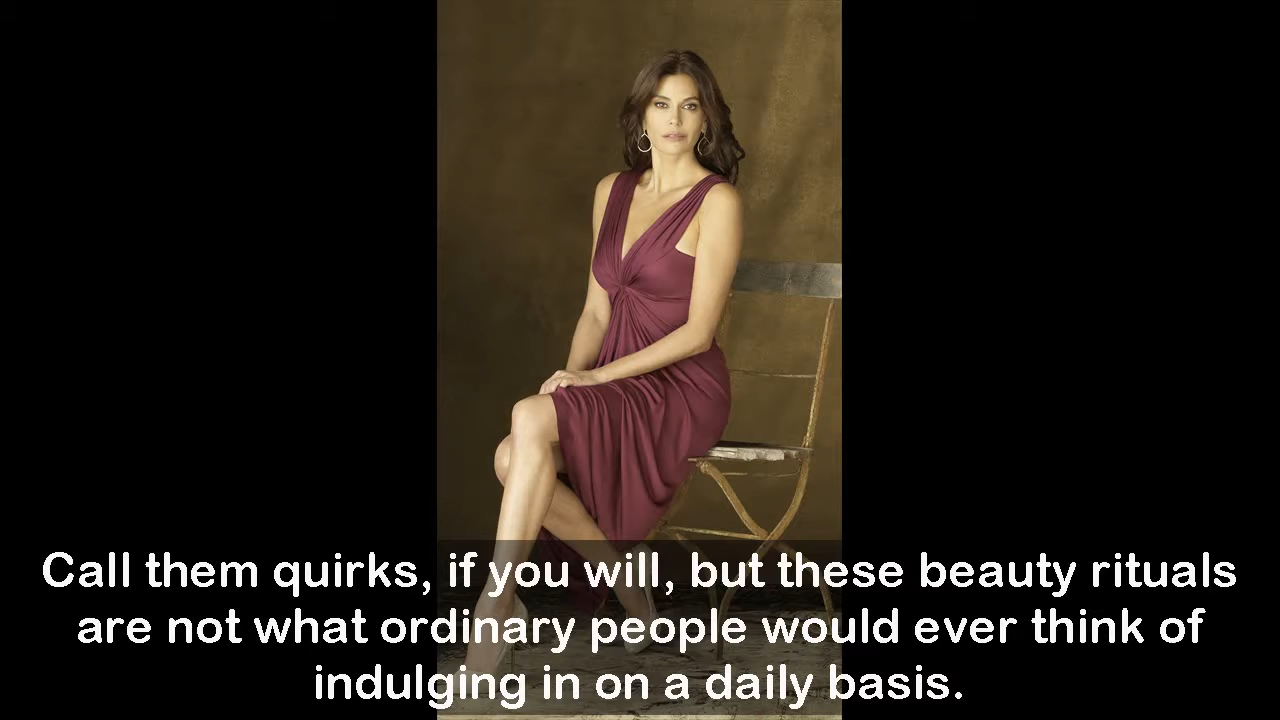 Call them quirks, if you will, but these beauty rituals
are not what ordinary people would ever think of
indulging in on a daily basis.